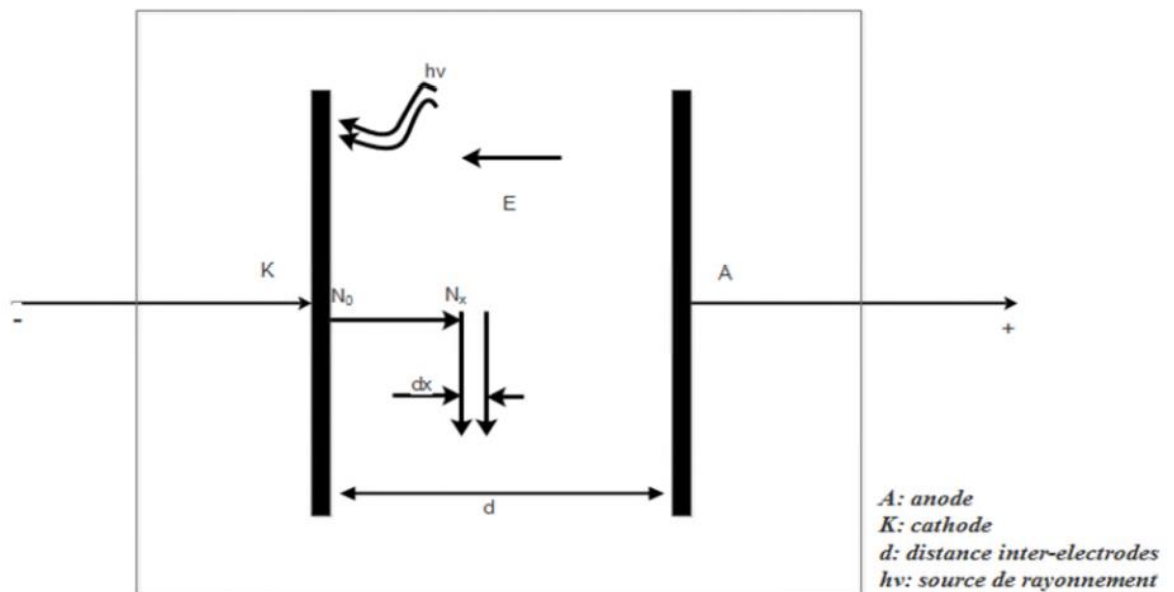 hv
E
K
A
N₀
Nₓ
-
+
dx
d
A: anode
K: cathode
d: distance inter-electrodes
hv: source de rayonnement